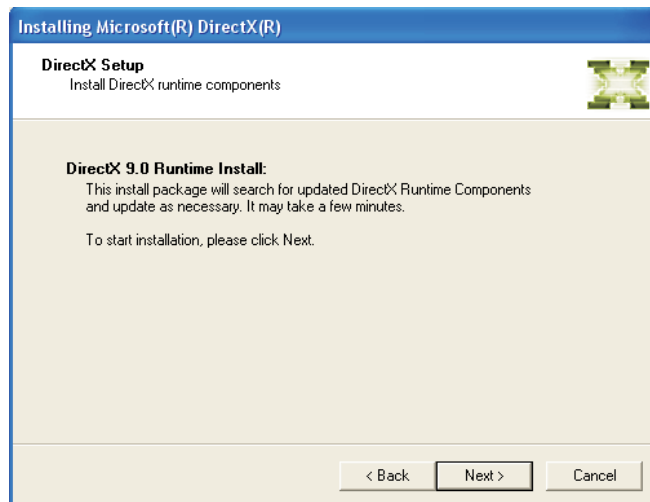 Installing Microsoft(R) DirectX(R)
DirectX Setup
Install DirectX runtime components
DirectX 9.0 Runtime Install:
This install package will search for updated DirectX Runtime Components
and update as necessary. It may take a few minutes.
To start installation, please click Next.
< Back Next > Cancel